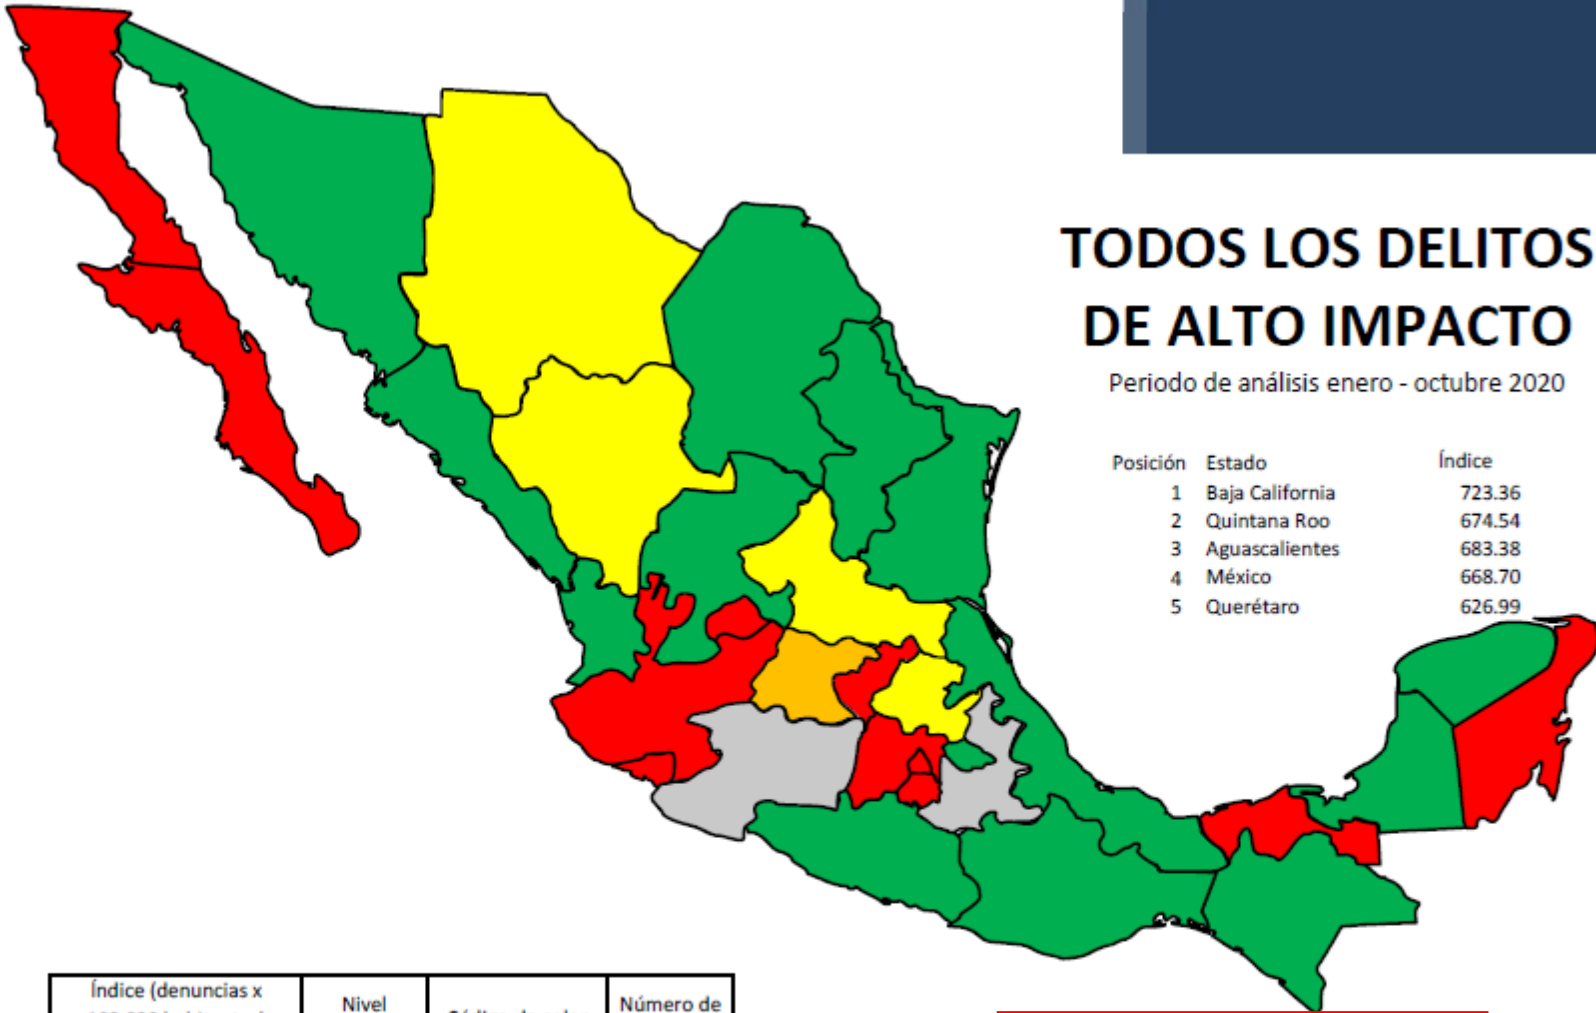 TODOS LOS DELITOS
DE ALTO IMPACTO
Periodo de análisis enero - octubre 2020
Posición Estado Índice
1 Baja California 723.36
2 Quintana Roo 674.54
3 Aguascalientes 683.38
4 México 668.70
5 Querétaro 626.99
Índice (denuncias x
Nivel
Número de